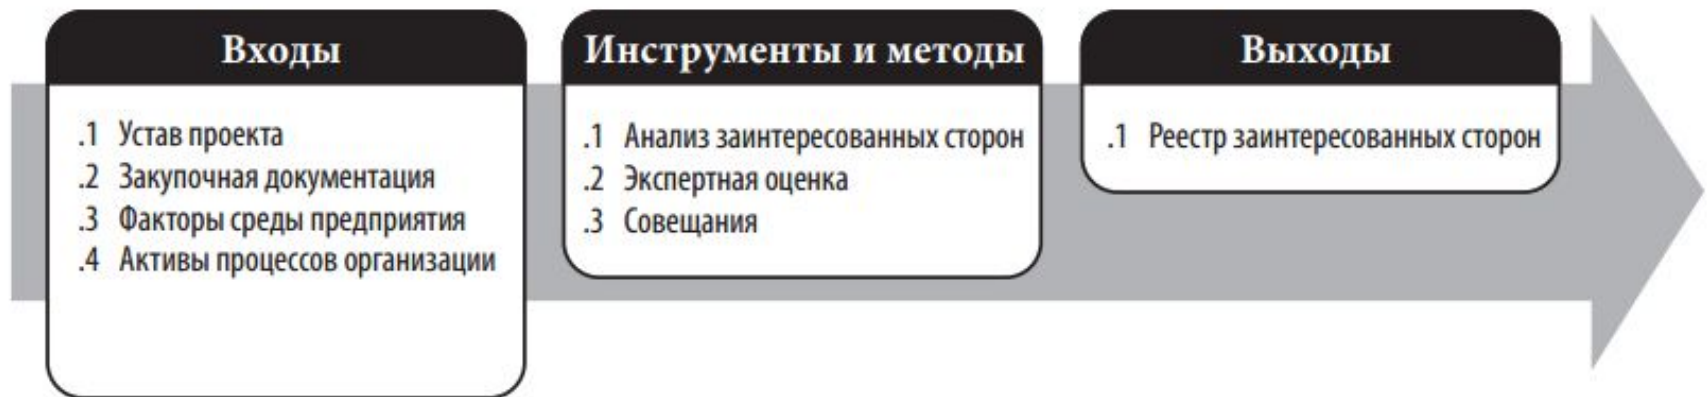 Входы
.1 Устав проекта
.2 Закупочная документация
.3 Факторы среды предприятия
.4 Активы процессов организации
Инструменты и методы
.1 Анализ заинтересованных сторон
.2 Экспертная оценка
.3 Совещания
Выходы
.1 Реестр заинтересованных сторон